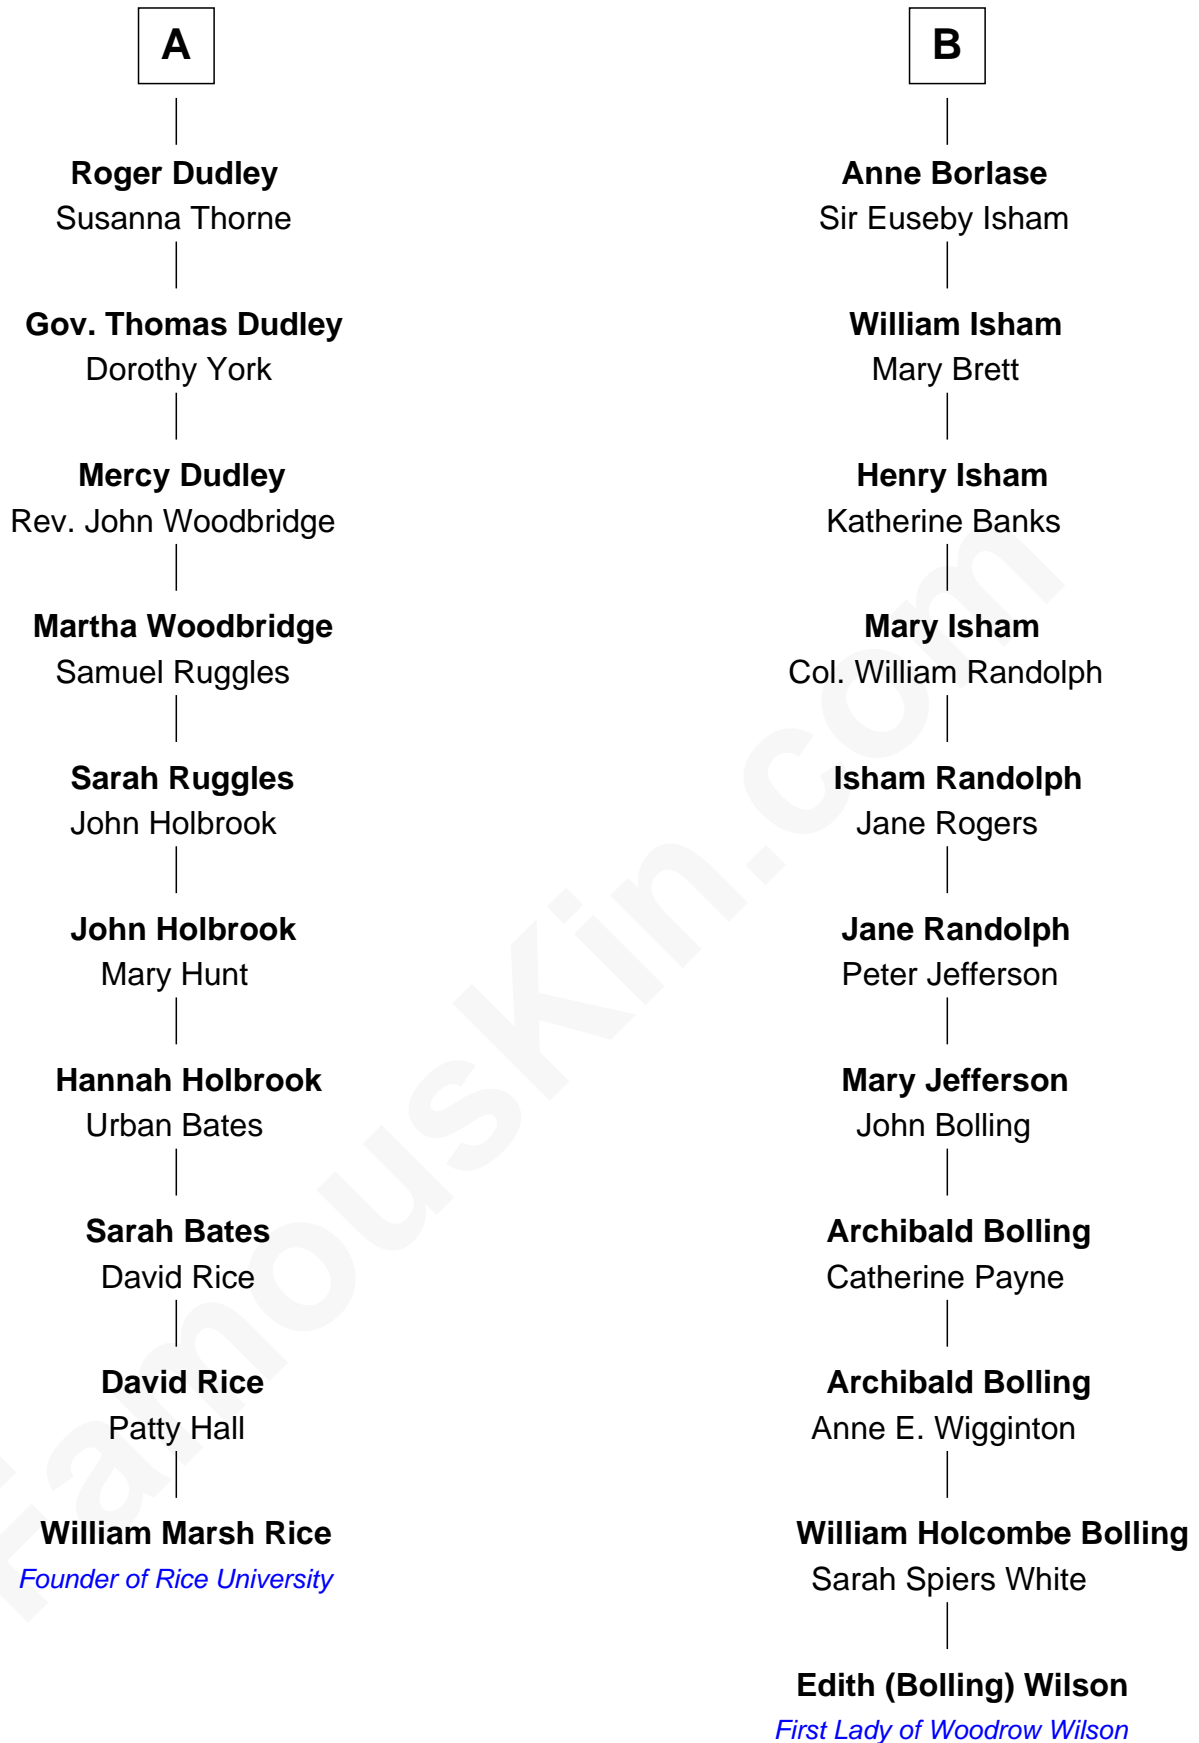 A
Roger Dudley
Susanna Thorne
Gov. Thomas Dudley
Dorothy York
Mercy Dudley
Rev. John Woodbridge
Martha Woodbridge
Samuel Ruggles
Sarah Ruggles
John Holbrook
John Holbrook
Mary Hunt
Hannah Holbrook
Urban Bates
Sarah Bates
David Rice
David Rice
Patty Hall
William Marsh Rice
Founder of Rice University
B
Anne Borlase
Sir Euseby Isham
William Isham
Mary Brett
Henry Isham
Katherine Banks
Mary Isham
Col. William Randolph
Isham Randolph
Jane Rogers
Jane Randolph
Peter Jefferson
Mary Jefferson
John Bolling
Archibald Bolling
Catherine Payne
Archibald Bolling
Anne E. Wigginton
William Holcombe Bolling
Sarah Spiers White
Edith (Bolling) Wilson
First Lady of Woodrow Wilson
FamousKin.com